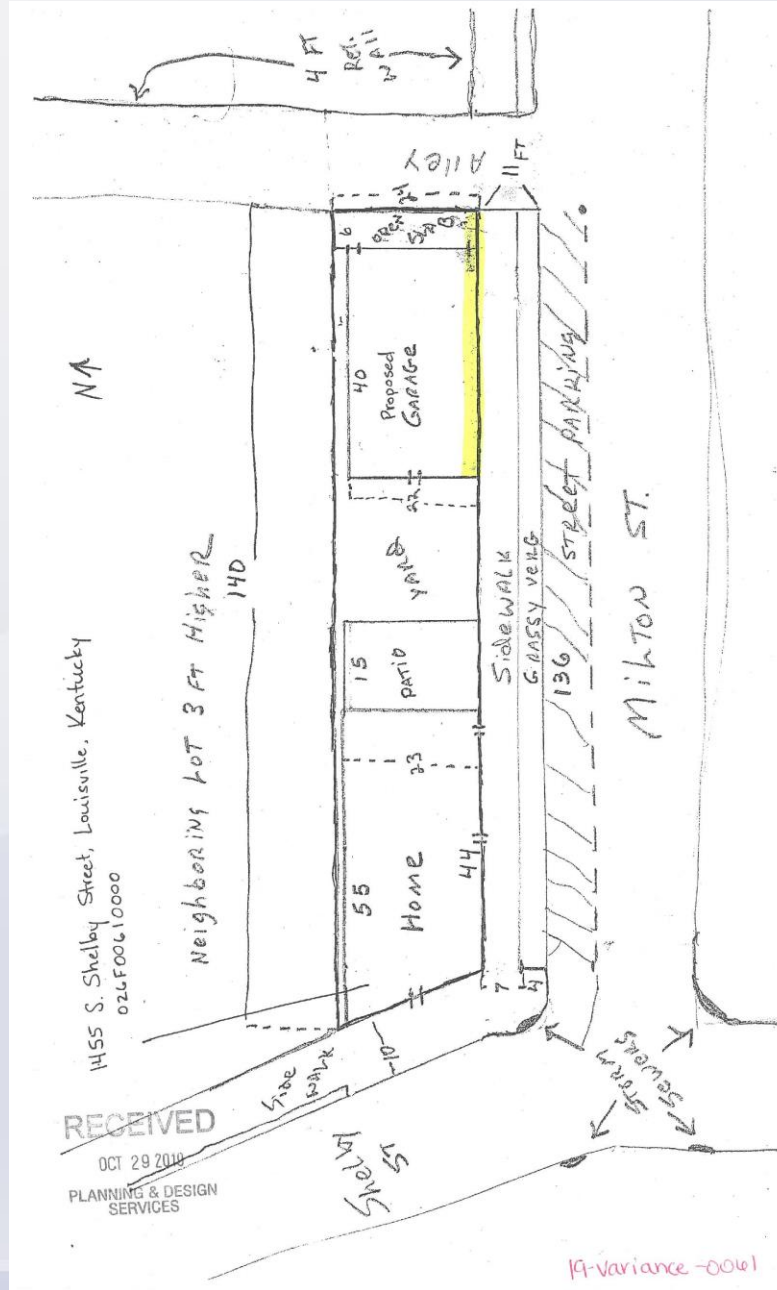 4 FT
Ret.
Wall
N
Alley
11 FT
24
6
open
Slab
40
Proposed
GARAGE
22
YARD
15
PATIO
23
55
Home
44
Neighboring Lot 3 Ft Higher
140
1455 S. Shelby Street, Louisville, Kentucky
026F00610000
Sidewalk
Grassy Verg
136
Street Parking
Milton St.
7
4
Storm
Sewers
Side
Walk
10
Shelby
ST
RECEIVED
OCT 29 2019
PLANNING & DESIGN
SERVICES
19-Variance-0061